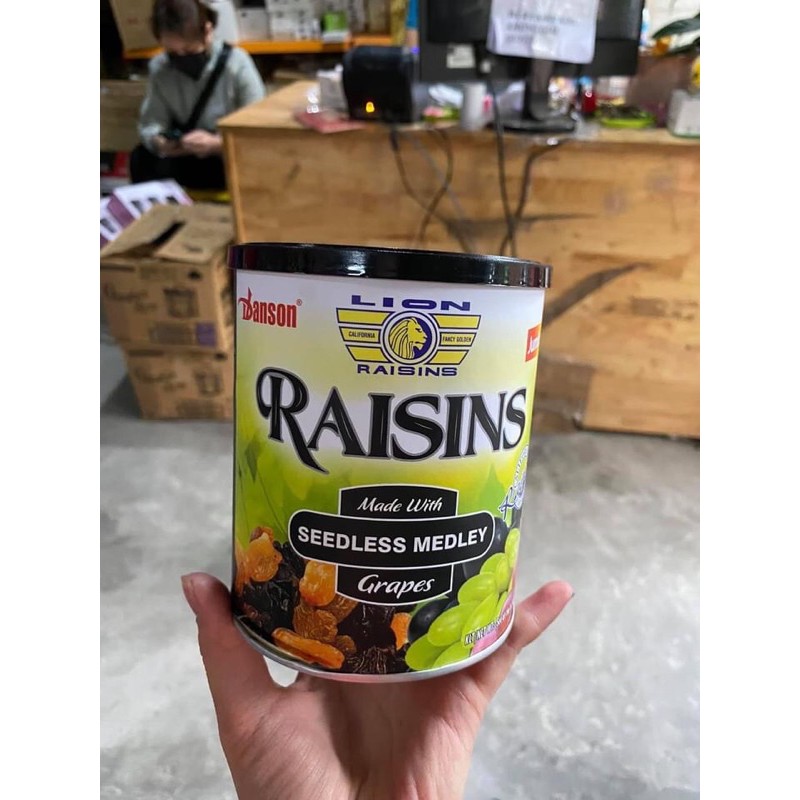 Danson®
LION
CALIFORNIA
FANCY GOLDEN
RAISINS
RAISINS
Made With
SEEDLESS MEDLEY
Grapes